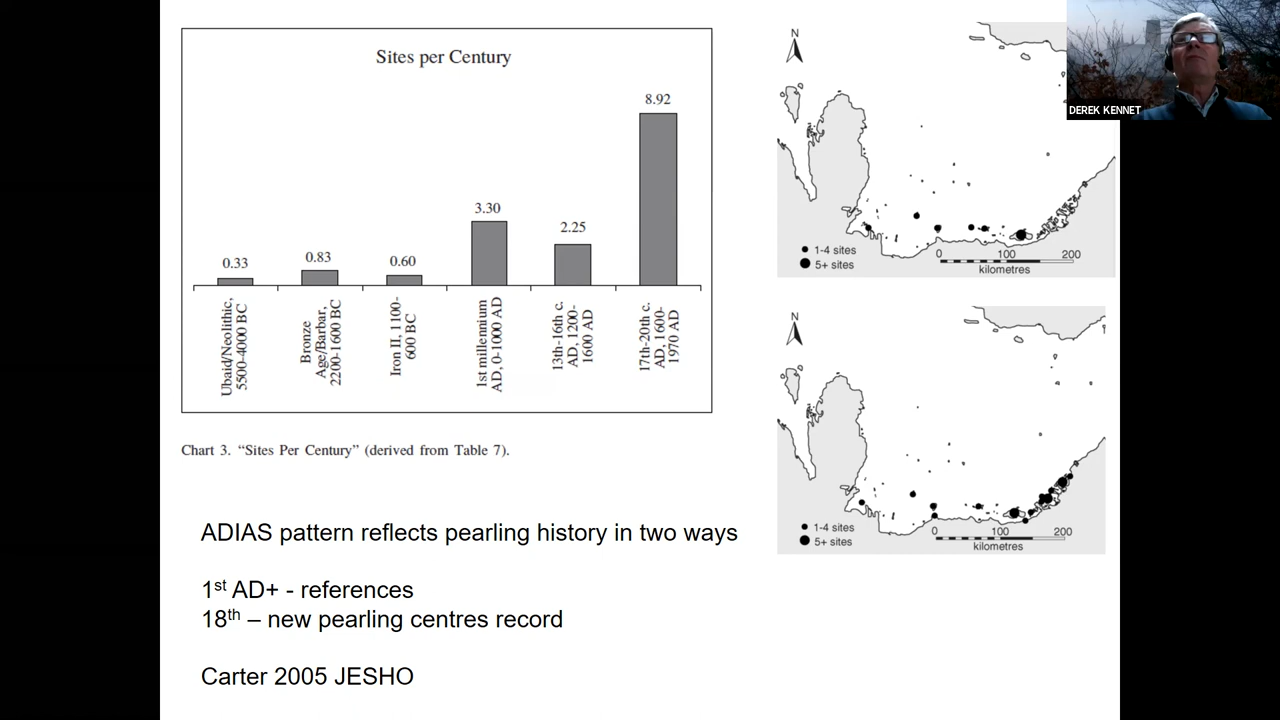 Sites per Century
0.33
0.83
0.60
3.30
2.25
8.92
Ubaid/Neolithic,
5500-4000 BC
Bronze
Age/Barbar,
2200-1600 BC
Iron II, 1100-
600 BC
1st millennium
AD, 0-1000 AD
13th-16th c.
AD, 1200-
1600 AD
17th-20th c.
AD, 1600-
1970 AD
Chart 3. “Sites Per Century” (derived from Table 7).
ADIAS pattern reflects pearling history in two ways
1st AD+ - references
18th – new pearling centres record
Carter 2005 JESHO
N
1-4 sites
5+ sites
0 100 200
kilometres
N
1-4 sites
5+ sites
0 100 200
kilometres
DEREK KENNET